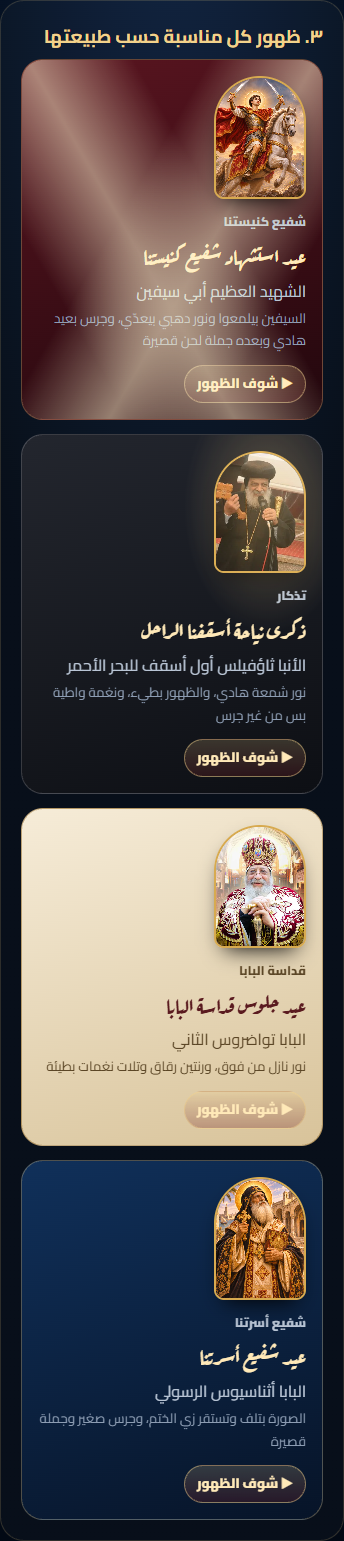 ٣. ظهور كل مناسبة حسب طبيعتها
شفيع كنيستنا
عيد استشهاد شفيع كنيستنا
الشهيد العظيم أبي سيفين
السيفين بيلمعوا ونور دهبي بيعدّي، وجرس بعيد
هادي وبعده جملة لحن قصيرة
◀ شوف الظهور
تذكار
ذكرى نياحة أسقفنا الراحل
الأنبا ثاؤفيلس أول أسقف للبحر الأحمر
نور شمعة هادي، والظهور بطيء، ونغمة واطية
بس من غير جرس
◀ شوف الظهور
قداسة البابا
عيد جلوس قداسة البابا
البابا تواضروس الثاني
نور نازل من فوق، ورنتين رقاق وتلات نغمات بطيئة
◀ شوف الظهور
شفيع أسرتنا
عيد شفيع أسرتنا
البابا أثناسيوس الرسولي
الصورة بتلف وتستقر زي الختم، وجرس صغير وجملة
قصيرة
◀ شوف الظهور